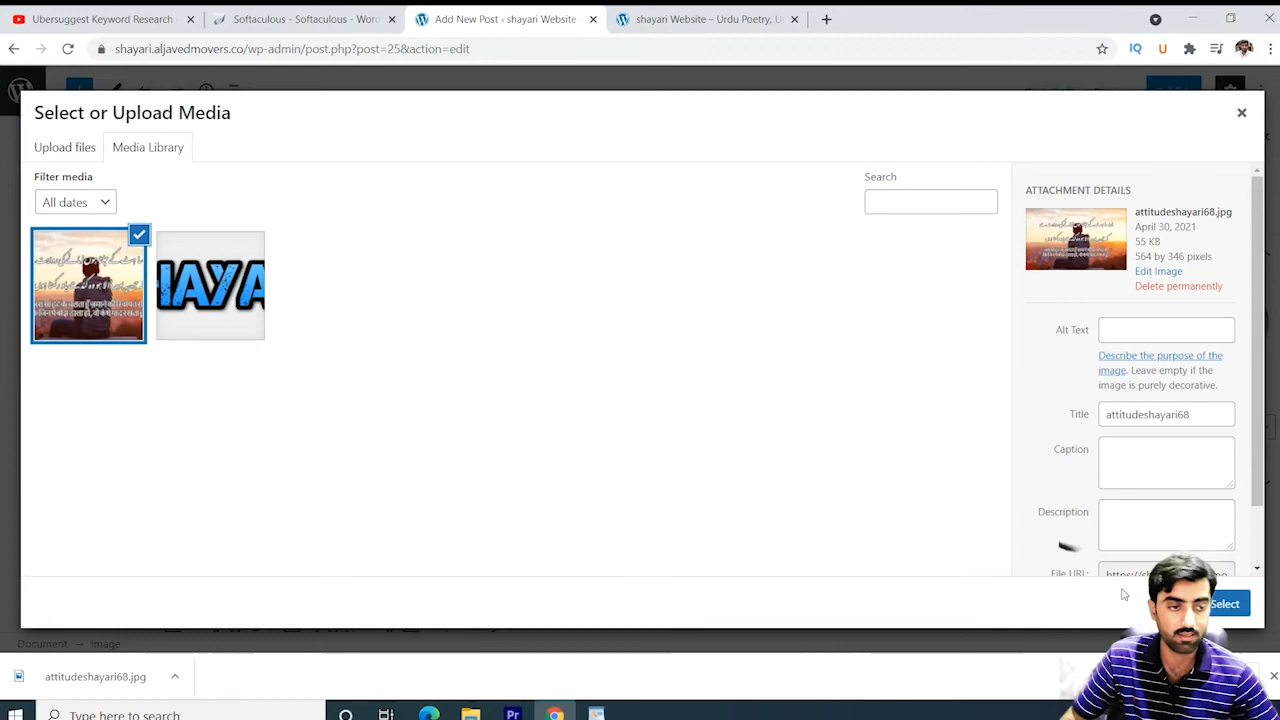 Ubersuggest Keyword Research -
Softaculous - Softaculous - Wor
Add New Post ‹ shayari Website -
shayari Website – Urdu Poetry, U
shayari.aljavedmovers.co/wp-admin/post.php?post=25&action=edit
Select or Upload Media
Upload files
Media Library
Filter media
All dates
Search
ATTACHMENT DETAILS
attitudeshayari68.jpg
April 30, 2021
55 KB
564 by 346 pixels
Edit Image
Delete permanently
Alt Text
Describe the purpose of the
image. Leave empty if the
image is purely decorative.
Title
attitudeshayari68
Caption
Description
File URL:
Select
HAYA
Document → Image
attitudeshayari68.jpg
Type here to search